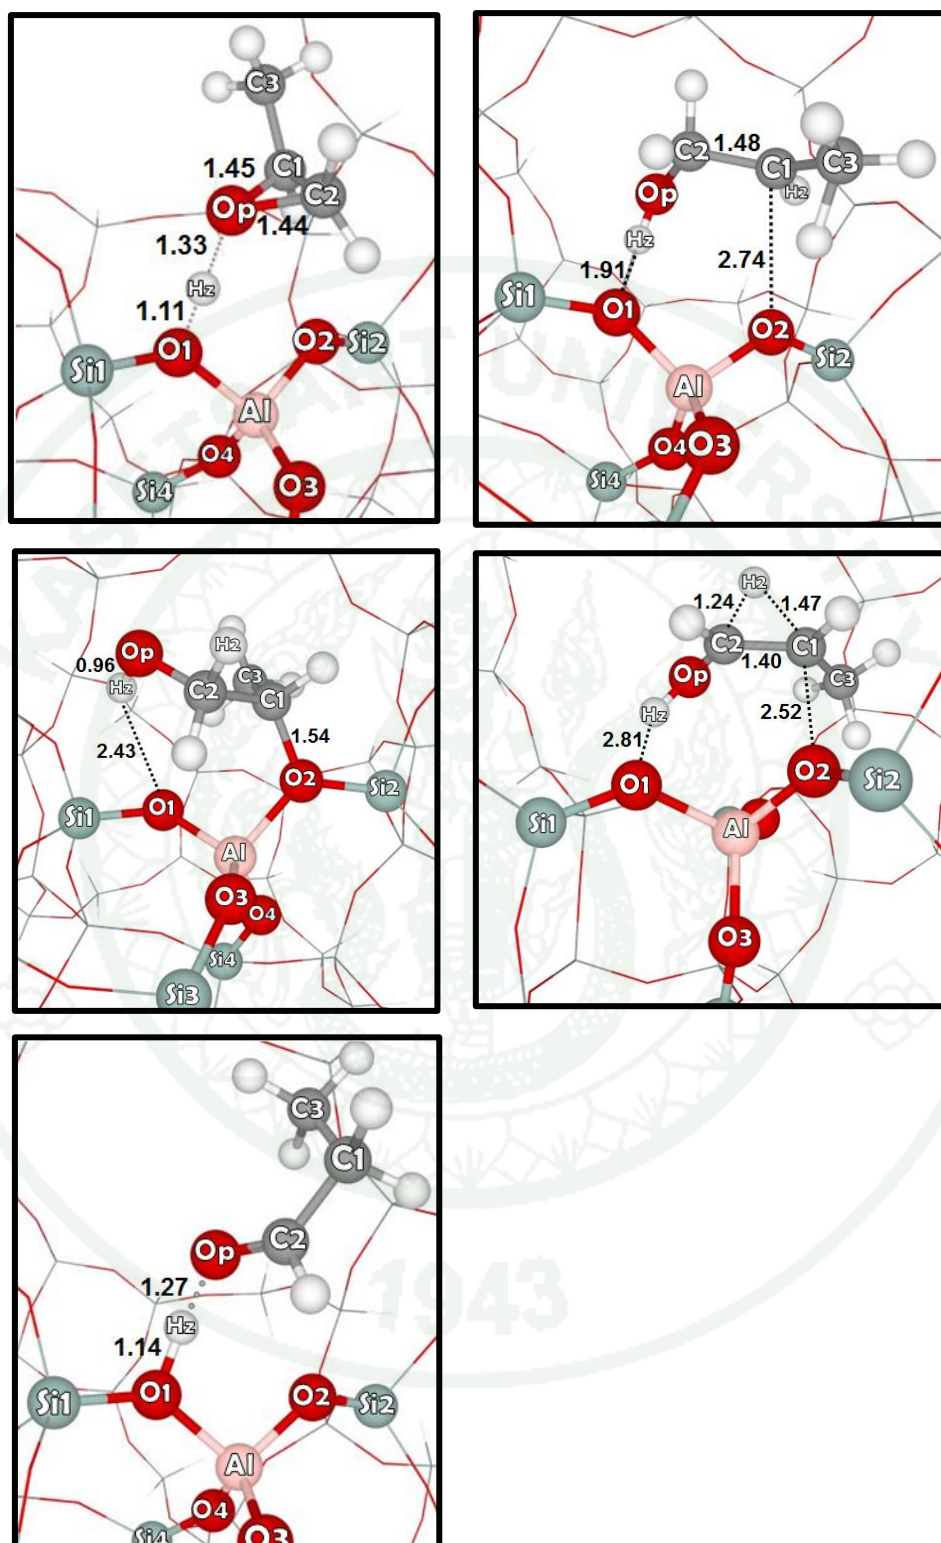 C3
1.45
C1
C2
Op
1.44
1.33
Hz
1.11
O1
O2
Si2
Si1
Al
O4
Si4
O3
C2
1.48
C1
C3
H2
Op
Hz
1.91
2.74
Si1
O1
O2
Si2
Al
O4
O3
Si4
Op
H2
0.96
Hz
C2
C3
C1
2.43
1.54
O2
Si2
Si1
O1
Al
O3
O4
Si4
Si3
H2
1.24
1.47
C2
C1
1.40
Op
C3
Hz
2.52
2.81
O1
O2
Si2
Si1
Al
O3
C3
C1
Op
C2
1.27
Hz
1.14
Si1
O1
O2
Si2
Al
O4
Si4
O3
KASETSART UNIVERSITY
1943